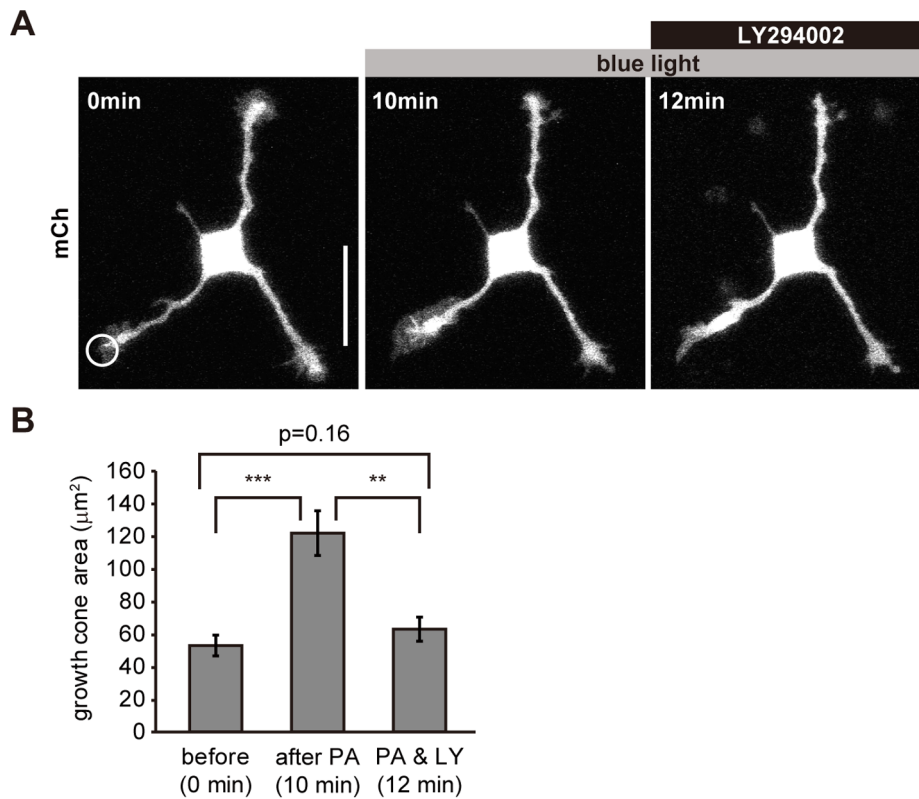 A
LY294002
blue light
0min
10min
12min
mCh
B
p=0.16
*** **
growth cone area (μm²)
160
140
120
100
80
60
40
20
0
before after PA PA & LY
(0 min) (10 min) (12 min)